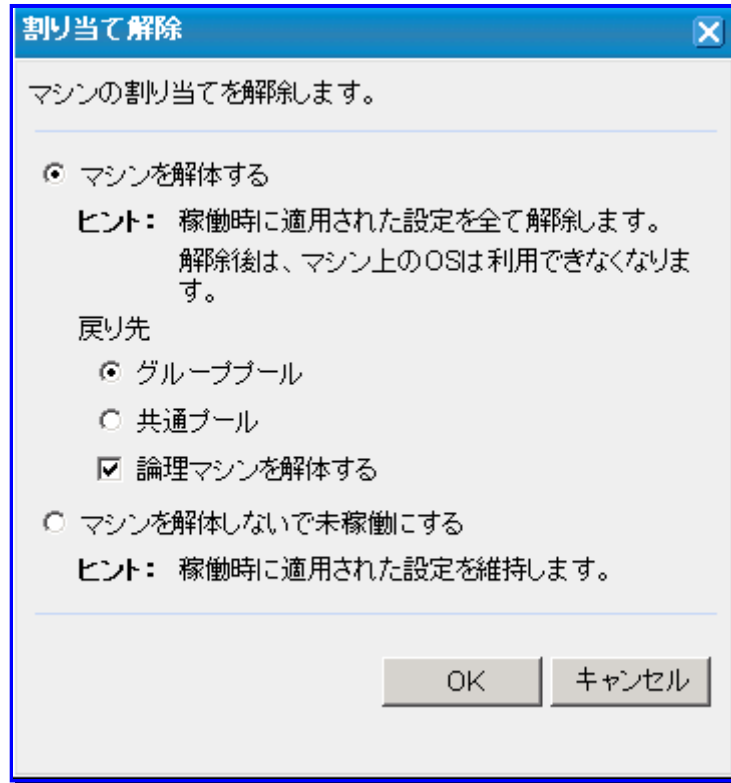 割り当て解除
マシンの割り当てを解除します。
マシンを解体する
ヒント： 稼働時に適用された設定を全て解除します。
解除後は、マシン上のOSは利用できなくなりま
す。
戻り先
グループプール
共通プール
論理マシンを解体する
マシンを解体しないで未稼働にする
ヒント： 稼働時に適用された設定を維持します。
OK キャンセル